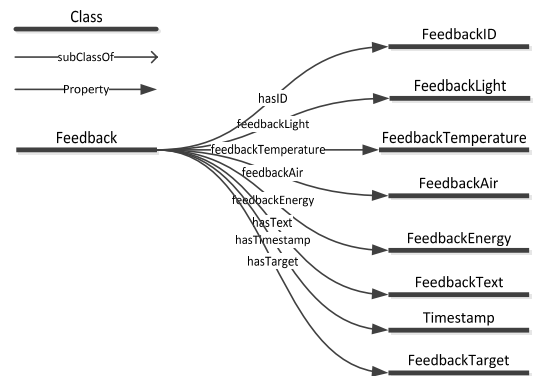 Class
subClassOf
Property
Feedback
hasID
feedbackLight
feedbackTemperature
feedbackAir
feedbackEnergy
hasText
hasTimestamp
hasTarget
FeedbackID
FeedbackLight
FeedbackTemperature
FeedbackAir
FeedbackEnergy
FeedbackText
Timestamp
FeedbackTarget